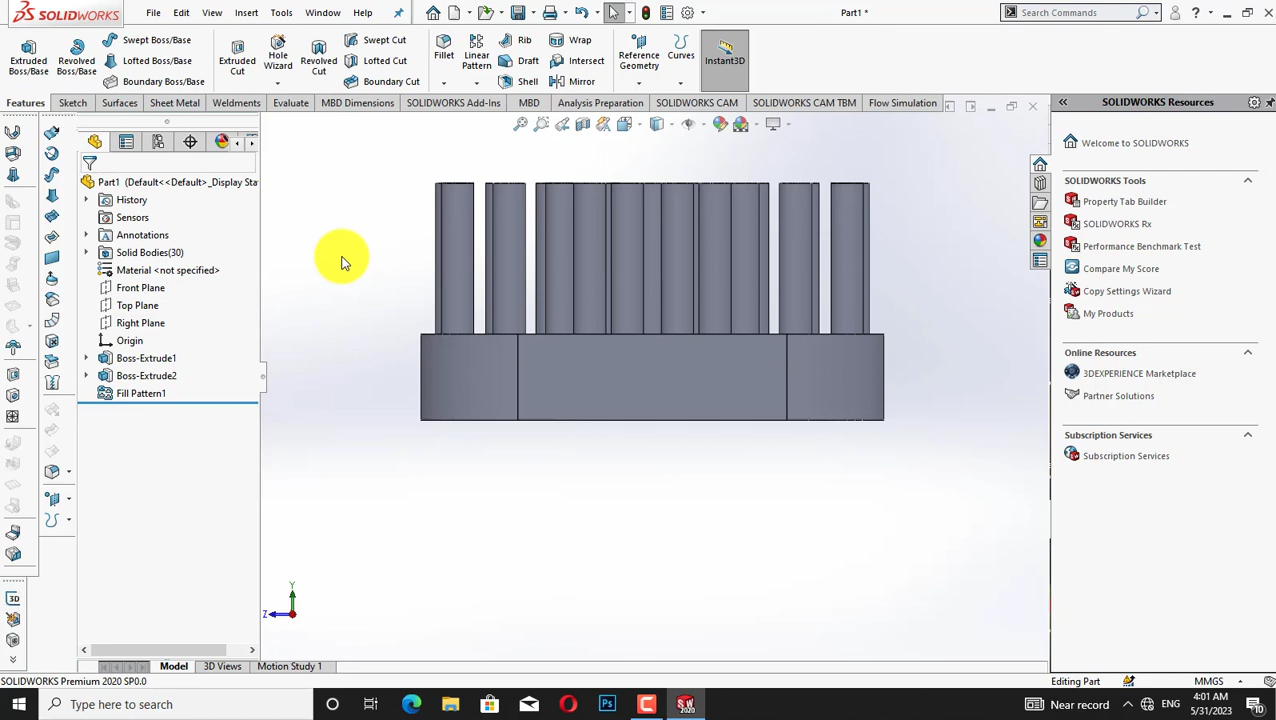 SOLIDWORKS File Edit View Insert Tools Window Help Part1 * Search Commands ?
Extruded Boss/Base
Revolved Boss/Base
Swept Boss/Base
Lofted Boss/Base
Boundary Boss/Base
Extruded Cut
Hole Wizard
Revolved Cut
Swept Cut
Lofted Cut
Boundary Cut
Fillet
Linear Pattern
Rib
Draft
Shell
Wrap
Intersect
Mirror
Reference Geometry
Curves
Instant3D
Features Sketch Surfaces Sheet Metal Weldments Evaluate MBD Dimensions SOLIDWORKS Add-Ins MBD Analysis Preparation SOLIDWORKS CAM SOLIDWORKS CAM TBM Flow Simulation
Part1 (Default<<Default>_Display Sta
History
Sensors
Annotations
Solid Bodies(30)
Material <not specified>
Front Plane
Top Plane
Right Plane
Origin
Boss-Extrude1
Boss-Extrude2
Fill Pattern1
Y
Z
SOLIDWORKS Resources
Welcome to SOLIDWORKS
SOLIDWORKS Tools
Property Tab Builder
SOLIDWORKS Rx
Performance Benchmark Test
Compare My Score
Copy Settings Wizard
My Products
Online Resources
3DEXPERIENCE Marketplace
Partner Solutions
Subscription Services
Subscription Services
3D
Model 3D Views Motion Study 1
SOLIDWORKS Premium 2020 SP0.0 Editing Part MMGS
Type here to search
Ps
SW 2020
Near record
ENG
4:01 AM
5/31/2023
10